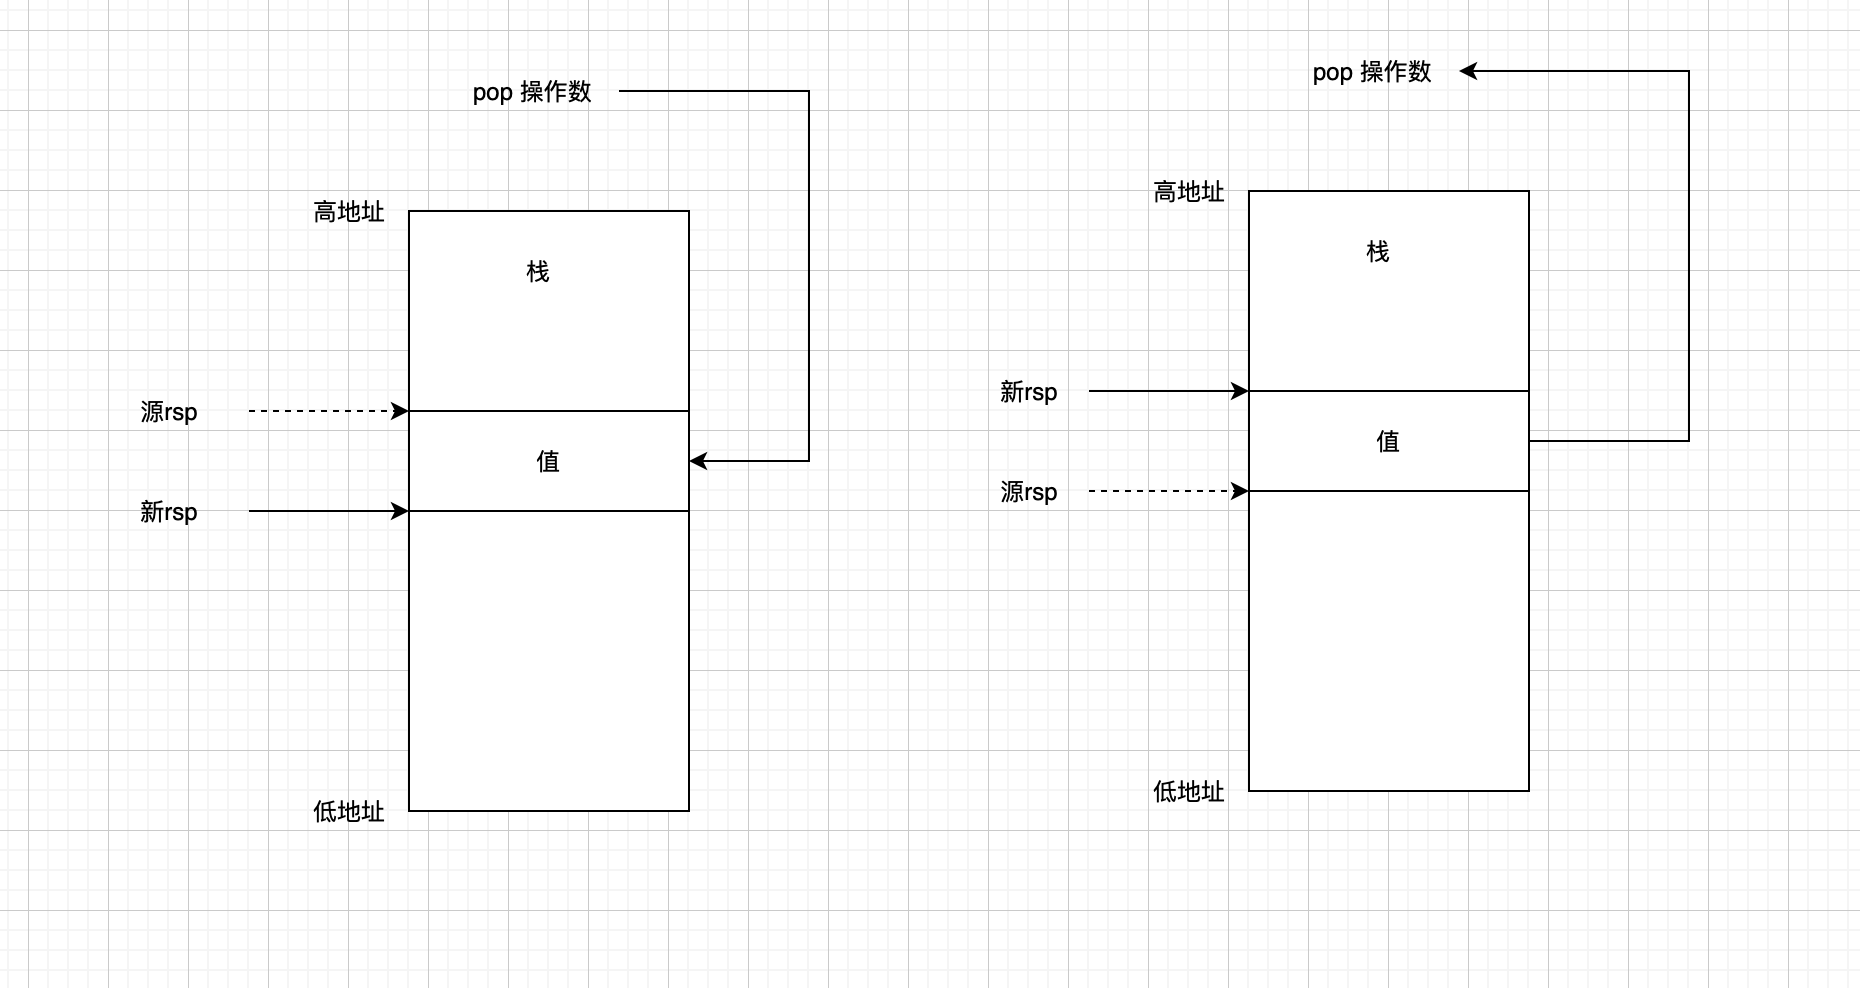 pop 操作数
高地址
栈
源rsp
值
新rsp
低地址
pop 操作数
高地址
栈
新rsp
值
源rsp
低地址